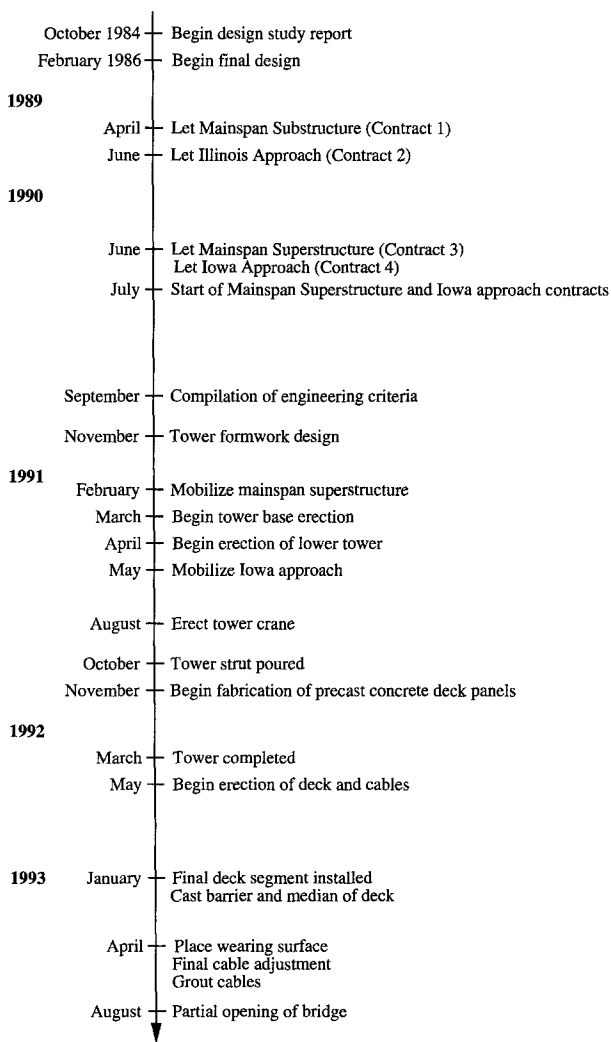 October 1984 Begin design study report
February 1986 Begin final design
1989
April Let Mainspan Substructure (Contract 1)
June Let Illinois Approach (Contract 2)
1990
June Let Mainspan Superstructure (Contract 3)
Let Iowa Approach (Contract 4)
July Start of Mainspan Superstructure and Iowa approach contracts
September Compilation of engineering criteria
November Tower formwork design
1991
February Mobilize mainspan superstructure
March Begin tower base erection
April Begin erection of lower tower
May Mobilize Iowa approach
August Erect tower crane
October Tower strut poured
November Begin fabrication of precast concrete deck panels
1992
March Tower completed
May Begin erection of deck and cables
1993 January Final deck segment installed
Cast barrier and median of deck
April Place wearing surface
Final cable adjustment
Grout cables
August Partial opening of bridge